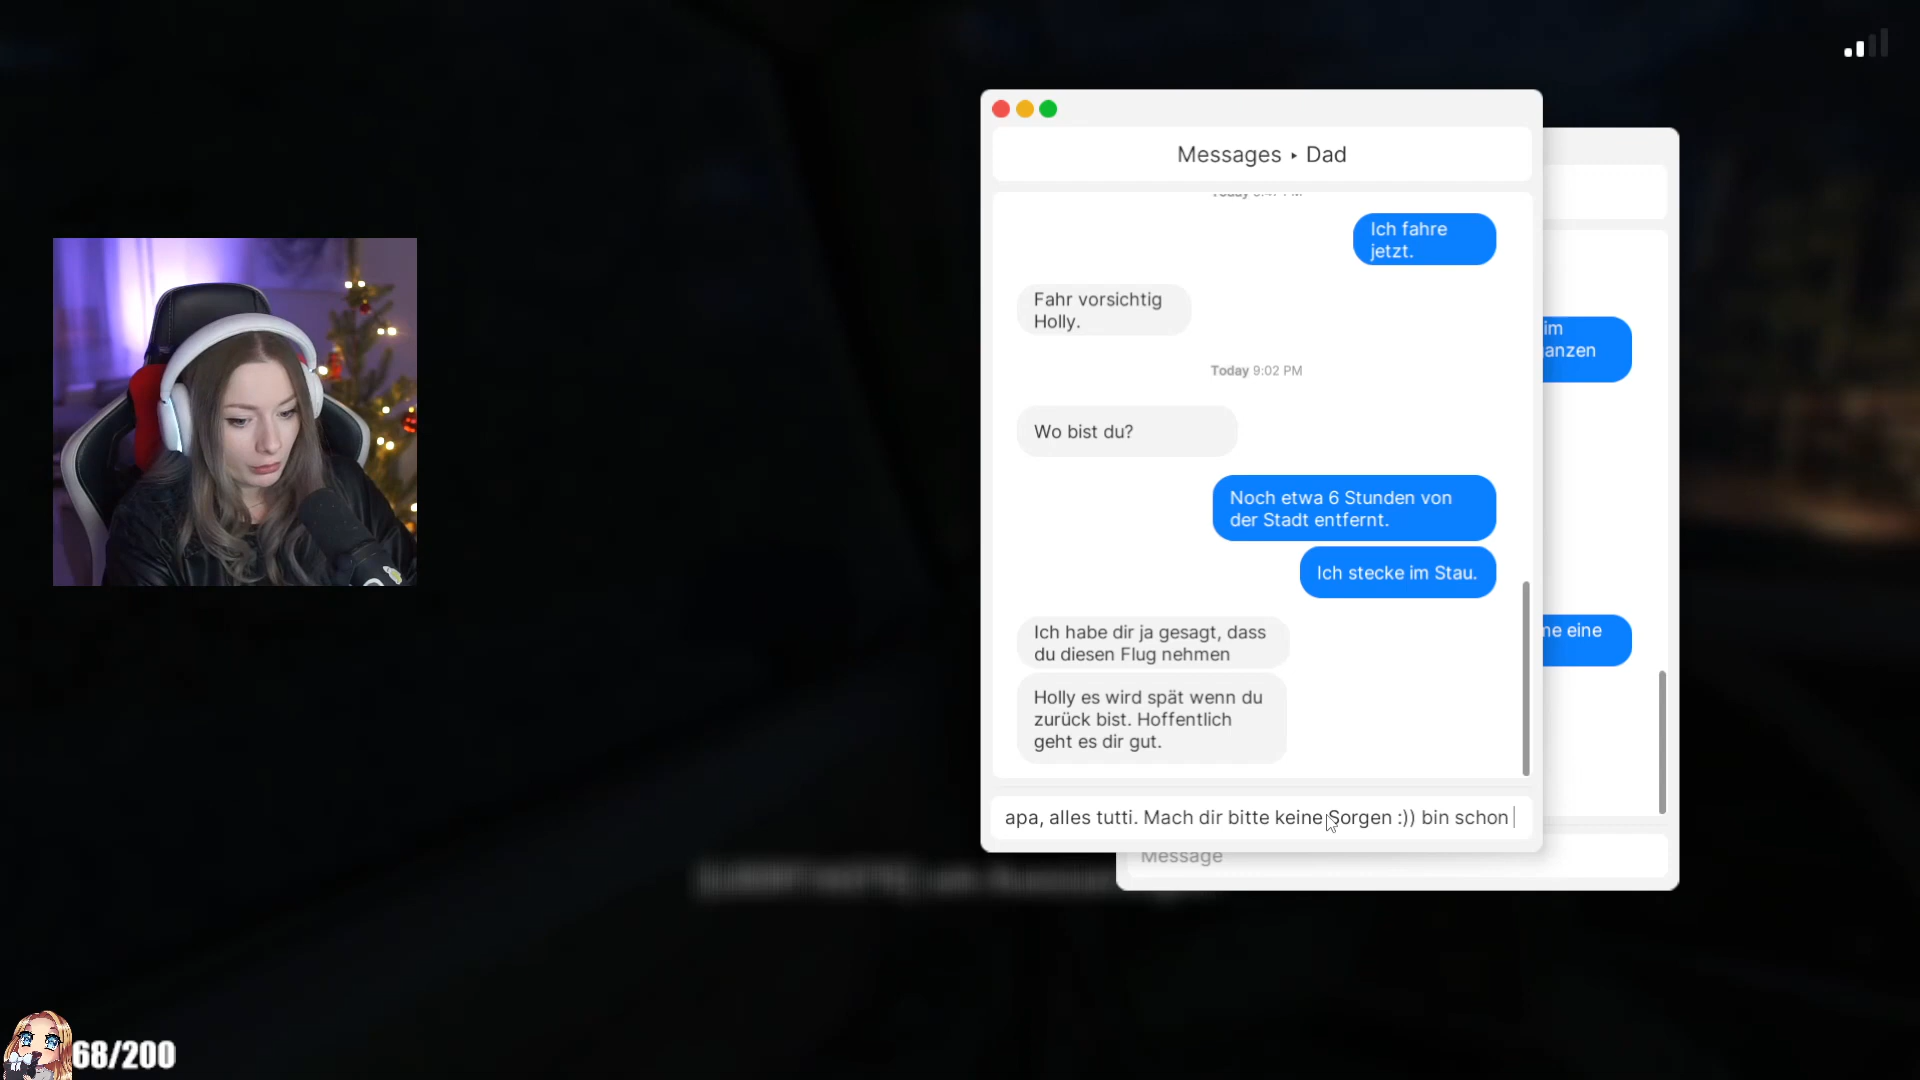 Messages ▸ Dad
Ich fahre
jetzt.
Fahr vorsichtig
Holly.
Today 9:02 PM
Wo bist du?
Noch etwa 6 Stunden von
der Stadt entfernt.
Ich stecke im Stau.
Ich habe dir ja gesagt, dass
du diesen Flug nehmen
Holly es wird spät wenn du
zurück bist. Hoffentlich
geht es dir gut.
apa, alles tutti. Mach dir bitte keine Sorgen :)) bin schon
im
anzen
me eine
Message
68/200